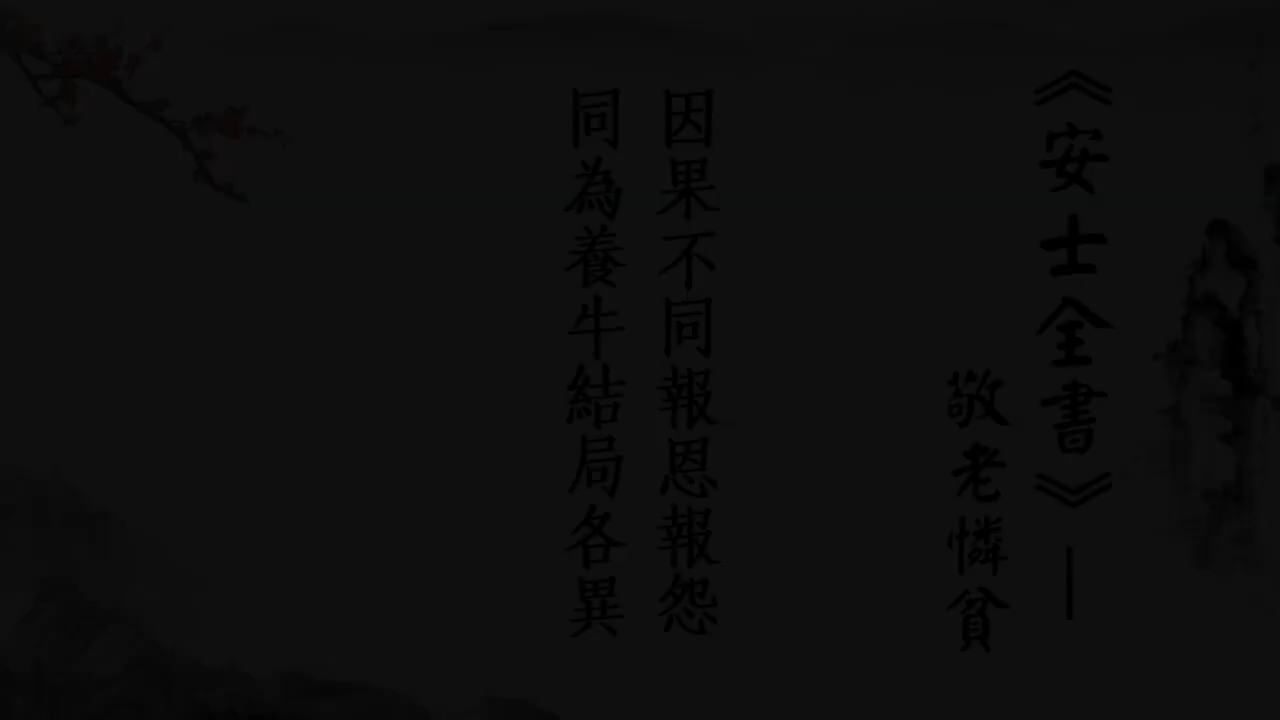 《安士全書》—
敬老憐貧
因果不同報恩報怨
同為養牛結局各異